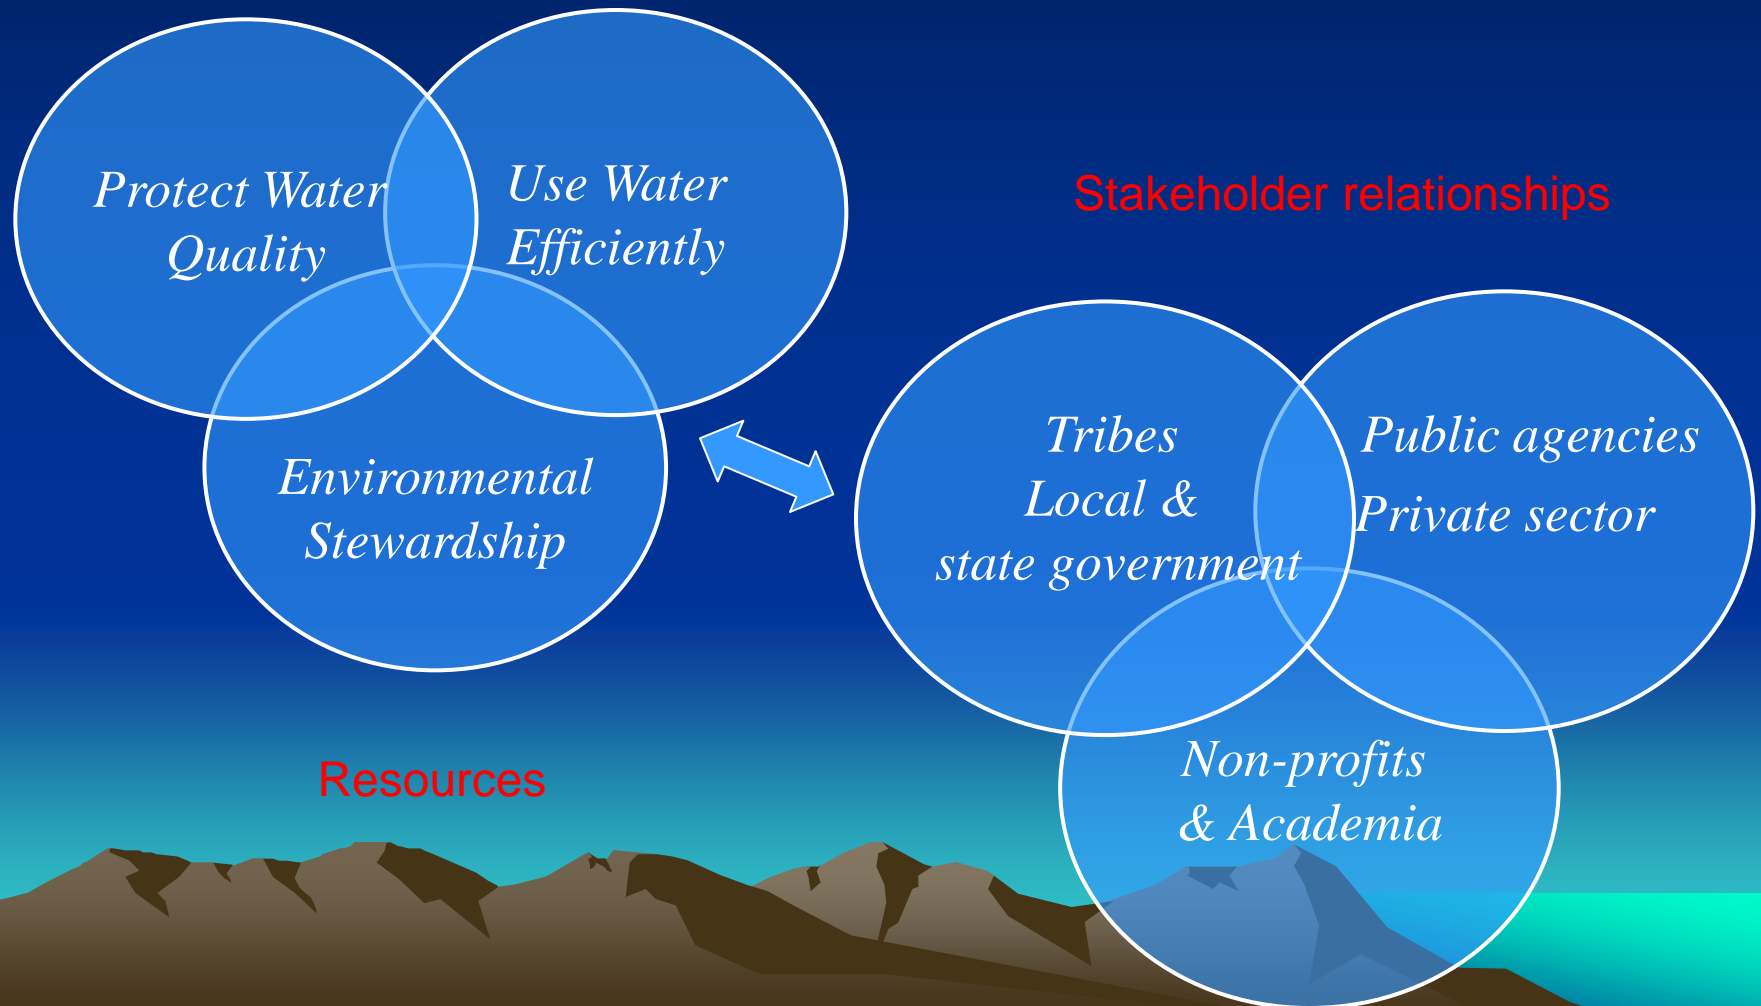 Protect Water
Quality
Use Water
Efficiently
Environmental
Stewardship
Resources
Stakeholder relationships
Tribes
Local &
state government
Public agencies
Private sector
Non-profits
& Academia